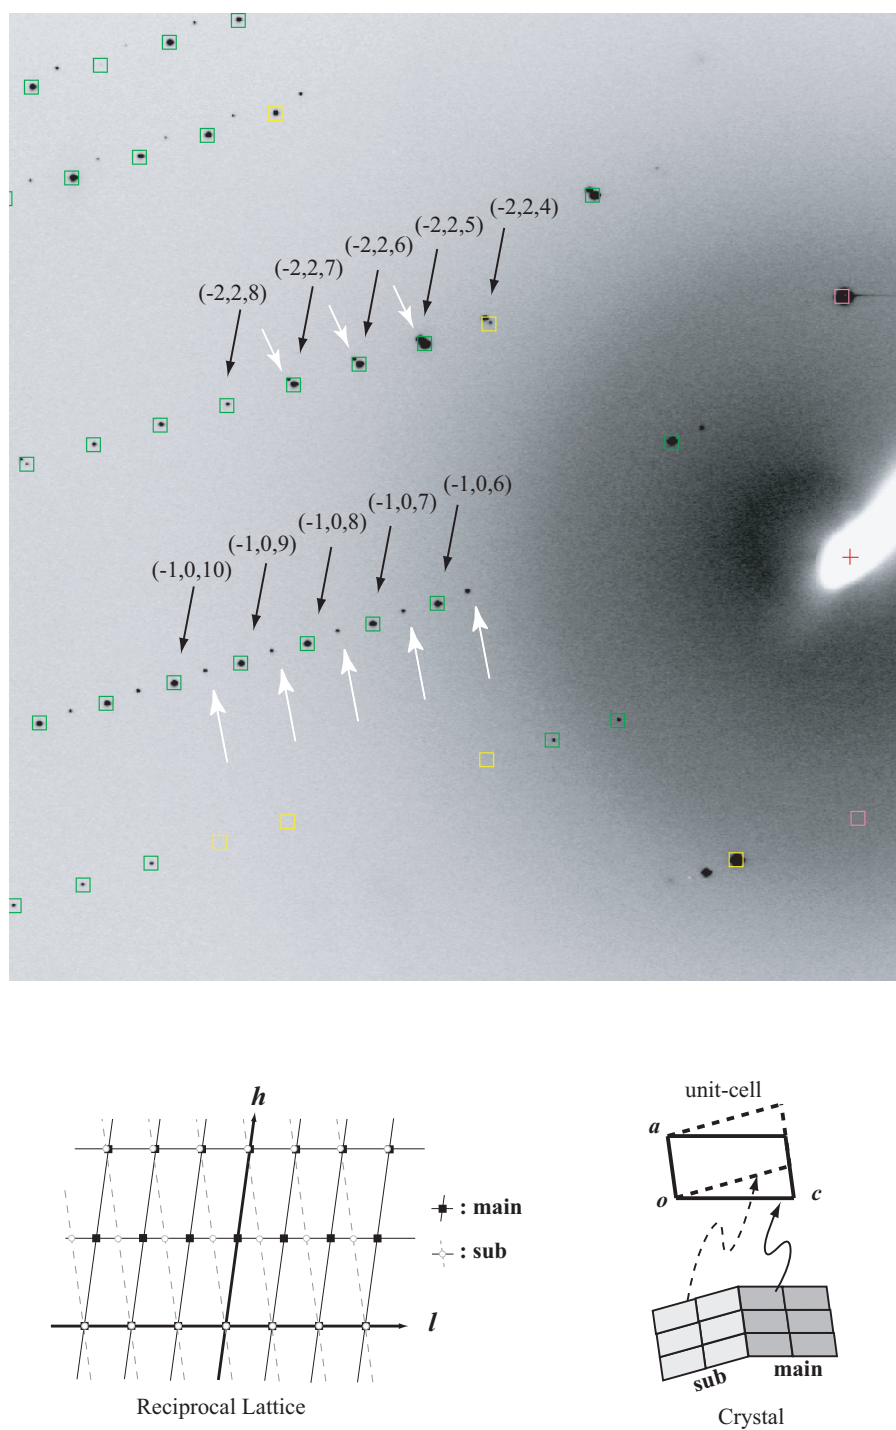 (-2,2,4)
(-2,2,5)
(-2,2,6)
(-2,2,7)
(-2,2,8)
(-1,0,6)
(-1,0,7)
(-1,0,8)
(-1,0,9)
(-1,0,10)
h
: main
: sub
l
Reciprocal Lattice
unit-cell
a
o
c
sub
main
Crystal